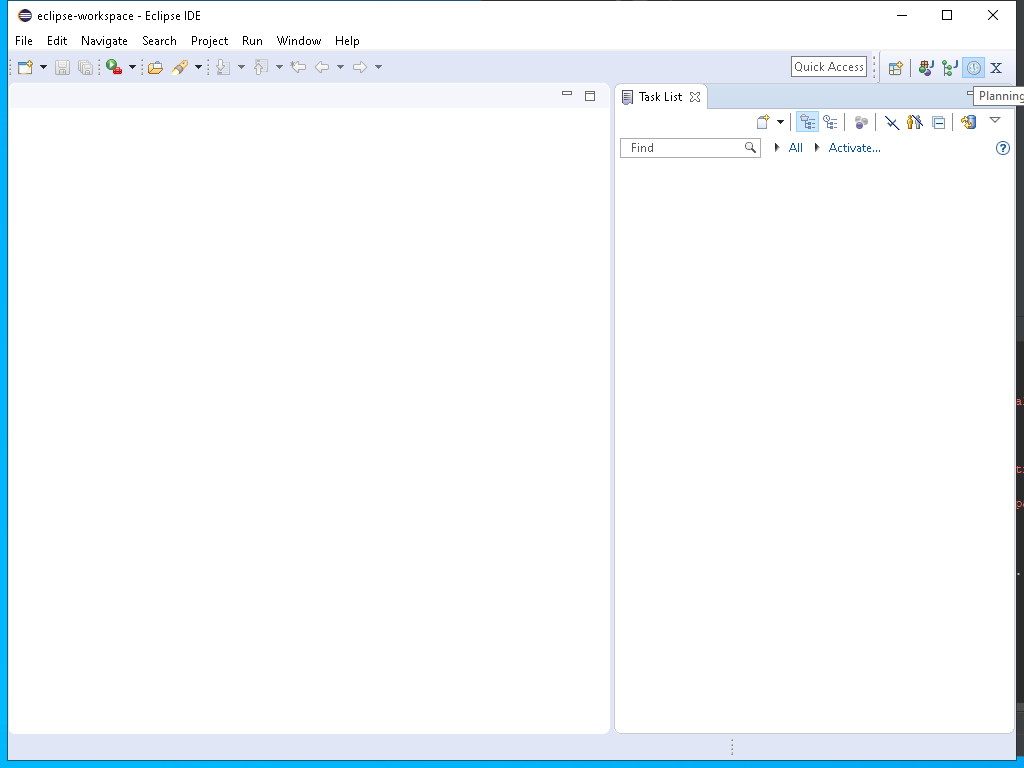 eclipse-workspace - Eclipse IDE
File Edit Navigate Search Project Run Window Help
Quick Access
Task List
Planning
Find All Activate...